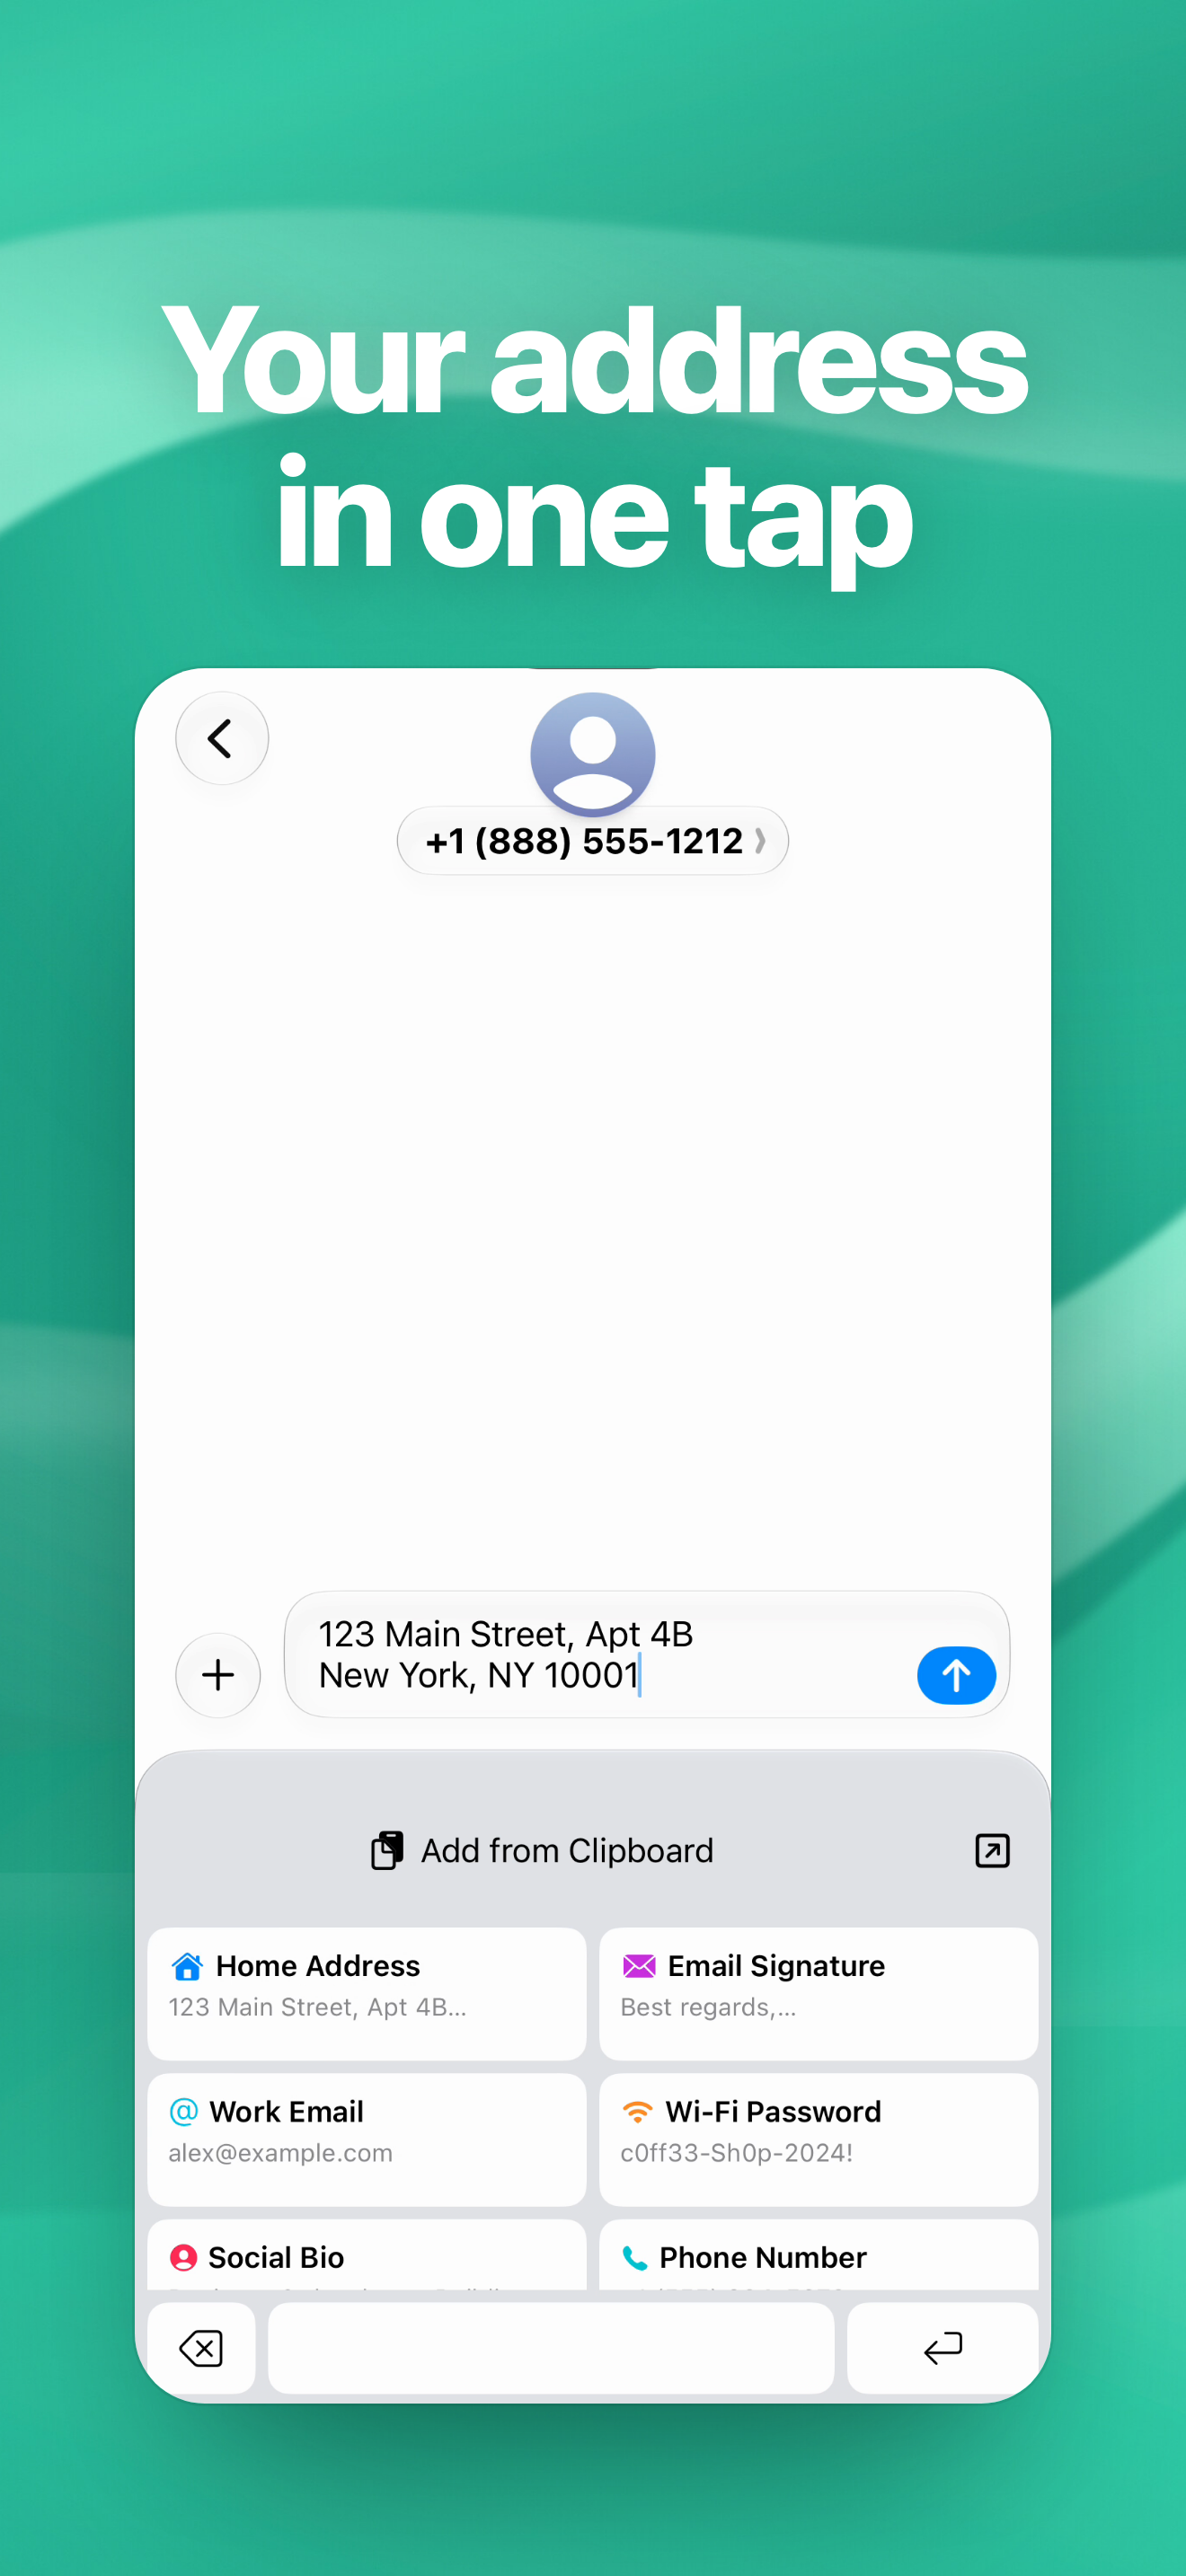 Your address
in one tap
+1 (888) 555-1212
123 Main Street, Apt 4B
New York, NY 10001
Add from Clipboard
Home Address
123 Main Street, Apt 4B...
Email Signature
Best regards,...
@ Work Email
alex@example.com
Wi-Fi Password
c0ff33-Sh0p-2024!
Social Bio
Phone Number